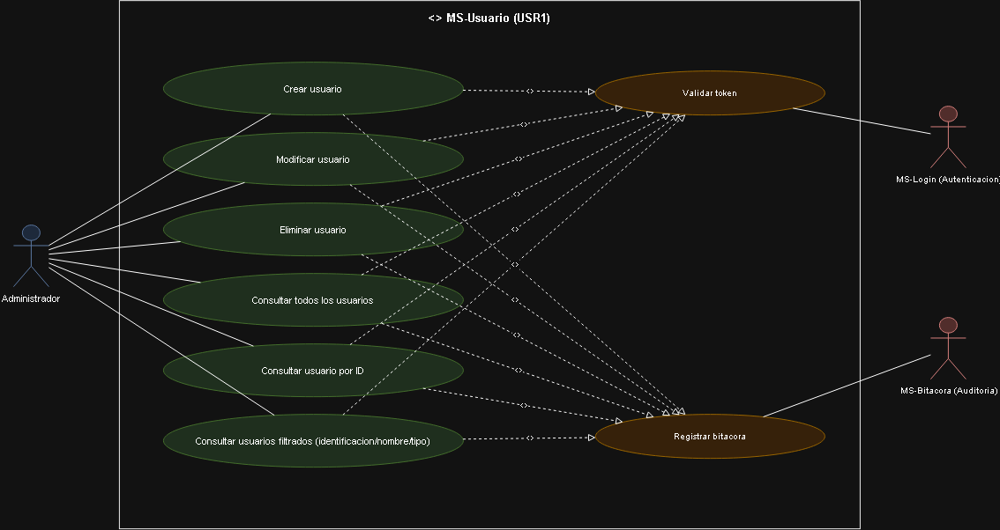 <> MS-Usuario (USR1)
Crear usuario
<>
Validar token
<>
Modificar usuario
<>
MS-Login (Autenticacion)
<>
Eliminar usuario
<>
<>
Administrador
Consultar todos los usuarios
<>
<>
Consultar usuario por ID
<>
MS-Bitacora (Auditoria)
<>
Consultar usuarios filtrados (identificacion/nombre/tipo)
<>
Registrar bitacora